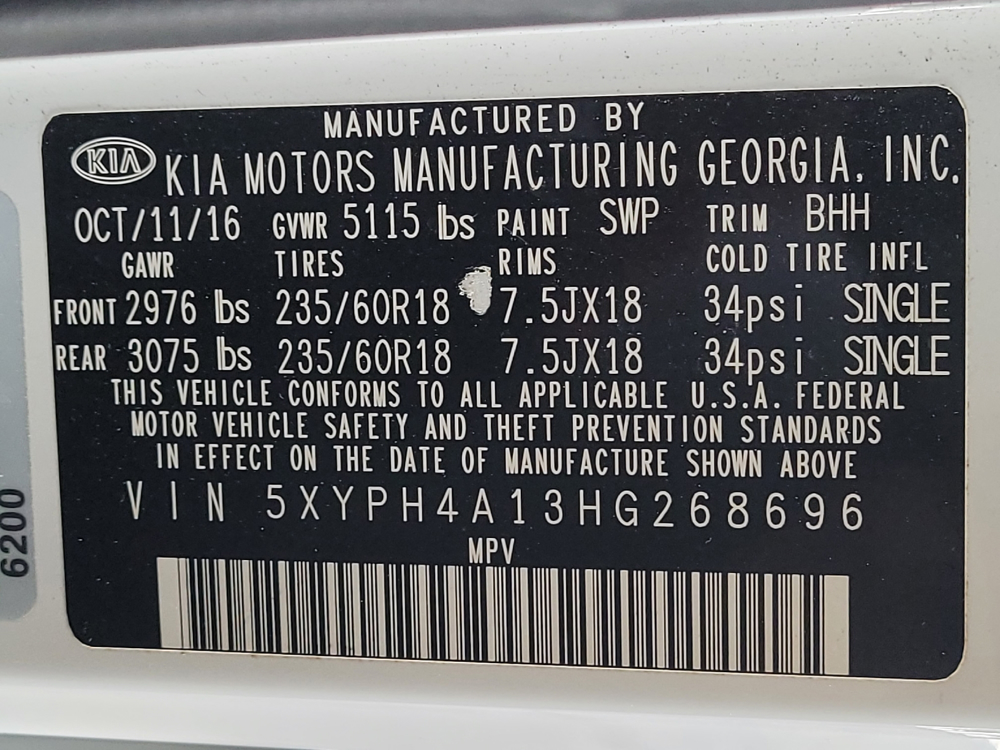 MANUFACTURED BY
KIA KIA MOTORS MANUFACTURING GEORGIA, INC.
OCT/11/16 GVWR 5115 lbs PAINT SWP TRIM BHH
GAWR TIRES RIMS COLD TIRE INFL
FRONT 2976 lbs 235/60R18 7.5JX18 34psi SINGLE
REAR 3075 lbs 235/60R18 7.5JX18 34psi SINGLE
THIS VEHICLE CONFORMS TO ALL APPLICABLE U.S.A. FEDERAL
MOTOR VEHICLE SAFETY AND THEFT PREVENTION STANDARDS
IN EFFECT ON THE DATE OF MANUFACTURE SHOWN ABOVE
VIN 5XYPH4A13HG268696
MPV
6200